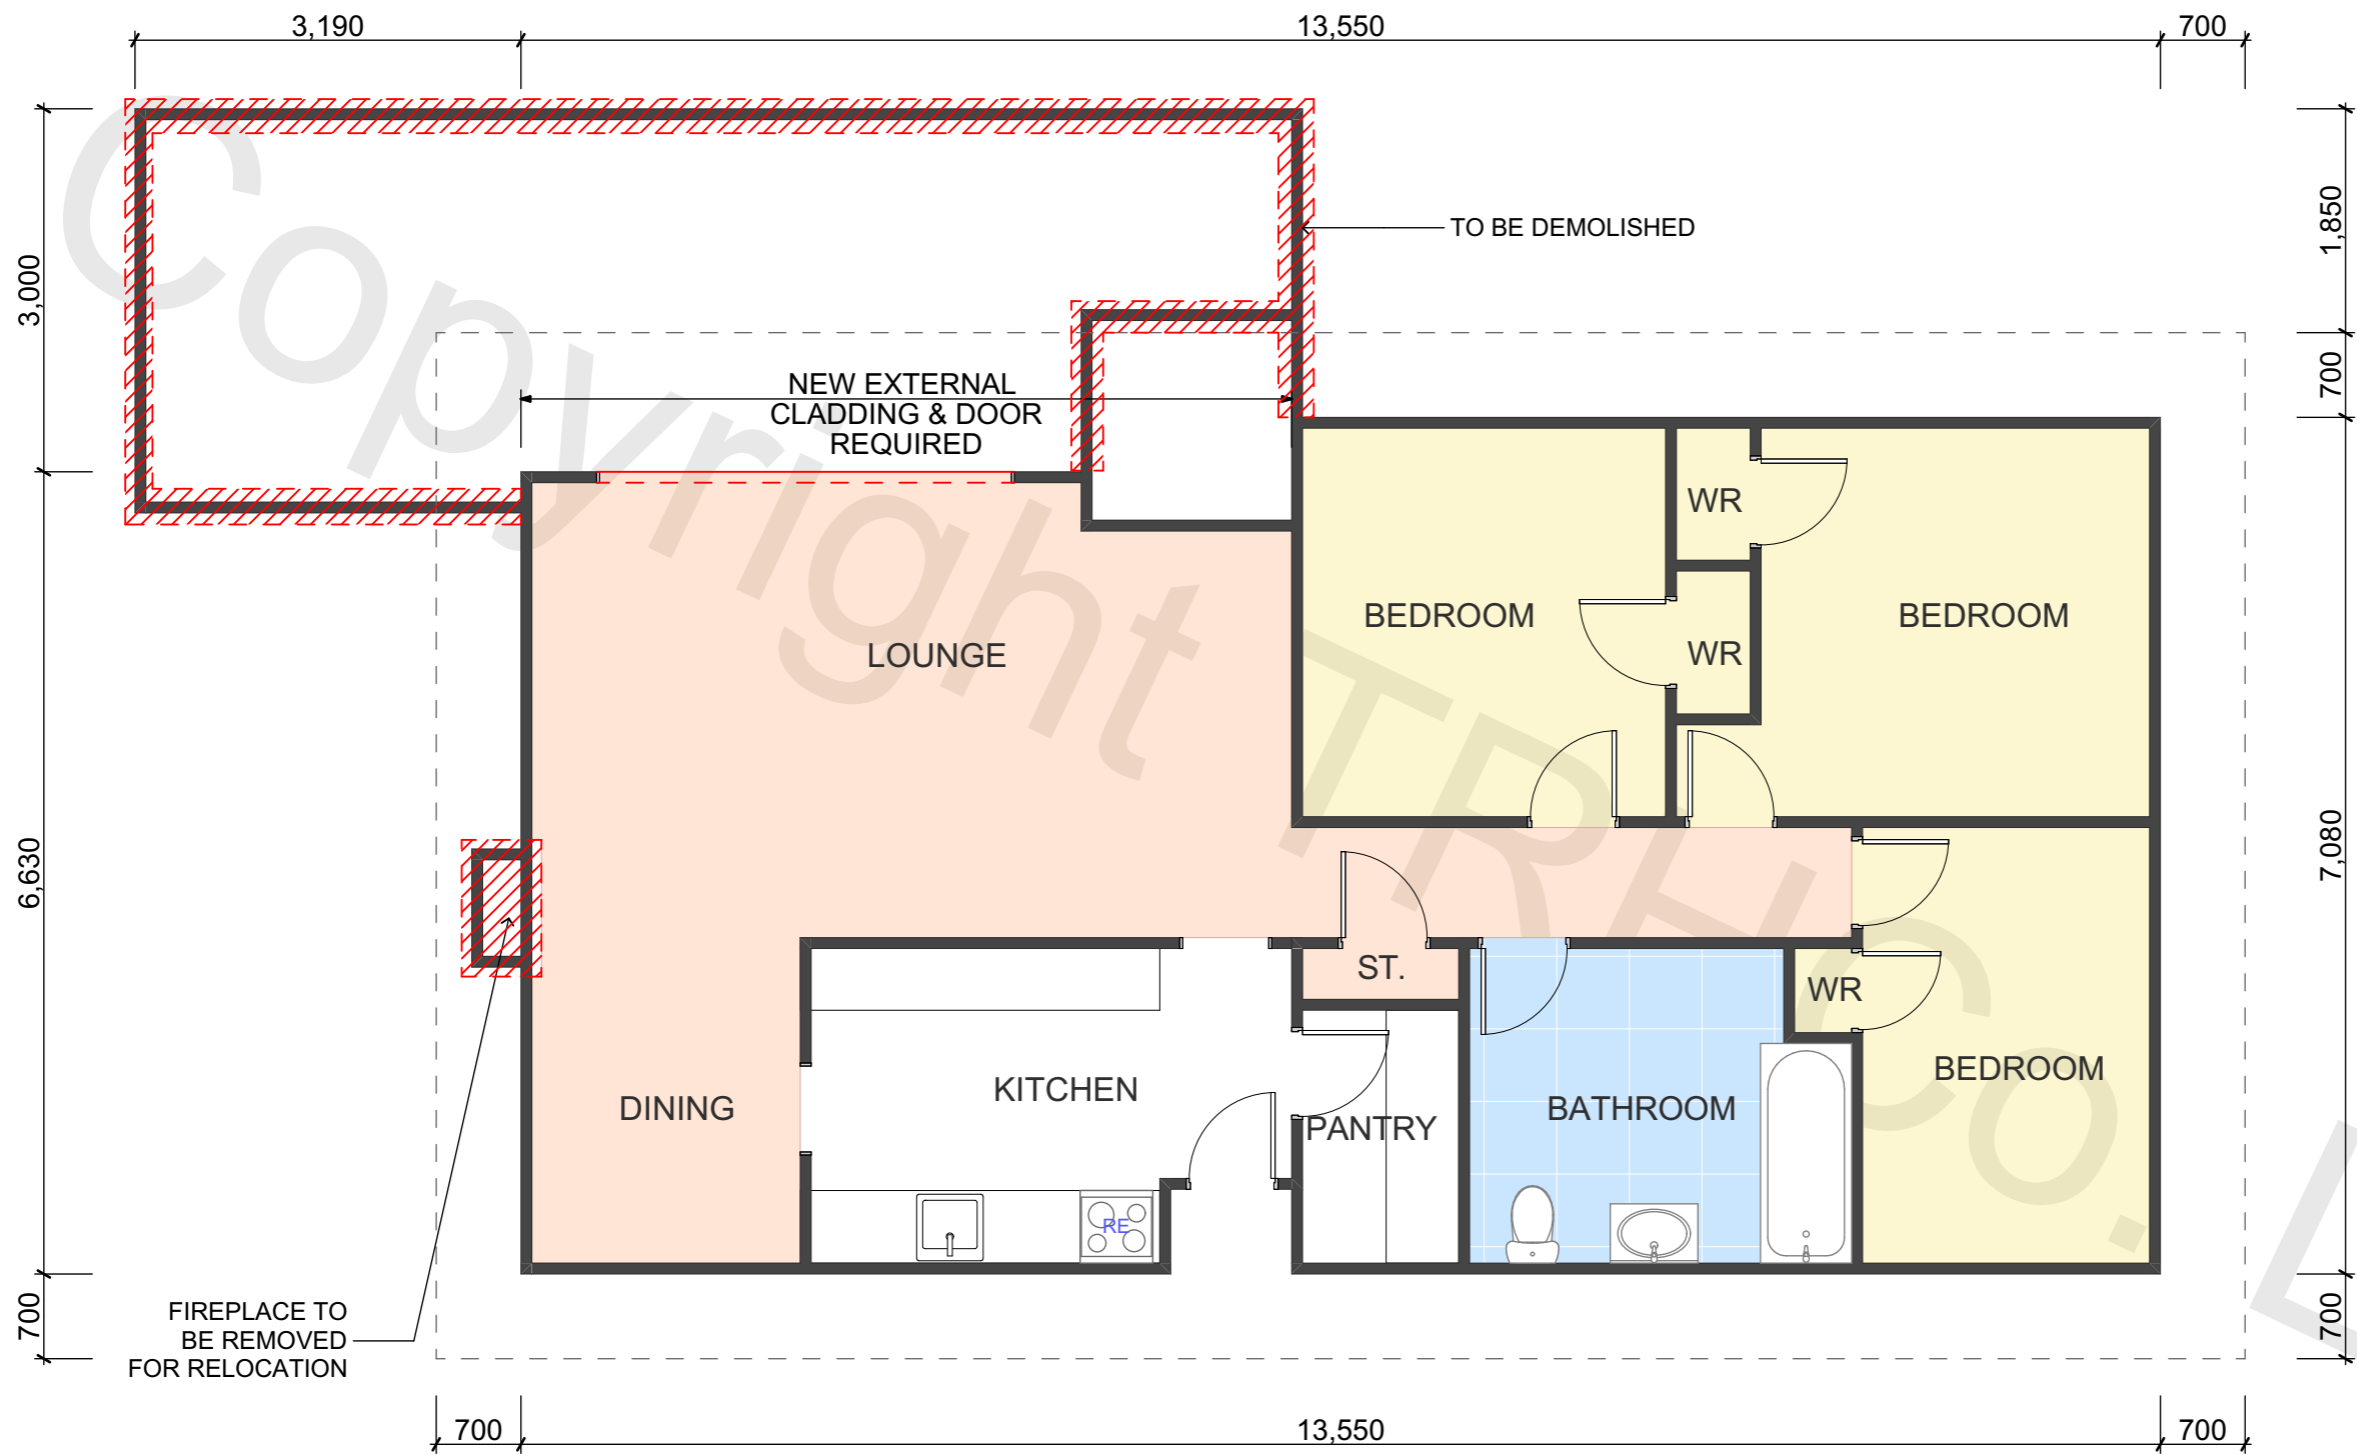 3,190
13,550
700
1,850
TO BE DEMOLISHED
3,000
700
NEW EXTERNAL
CLADDING & DOOR
REQUIRED
WR
BEDROOM
BEDROOM
WR
LOUNGE
6,630
7,080
ST.
WR
KITCHEN
BEDROOM
DINING
PANTRY
BATHROOM
RE
FIREPLACE TO
BE REMOVED
FOR RELOCATION
700
700
700
13,550
700
Copyright TRHCo. L